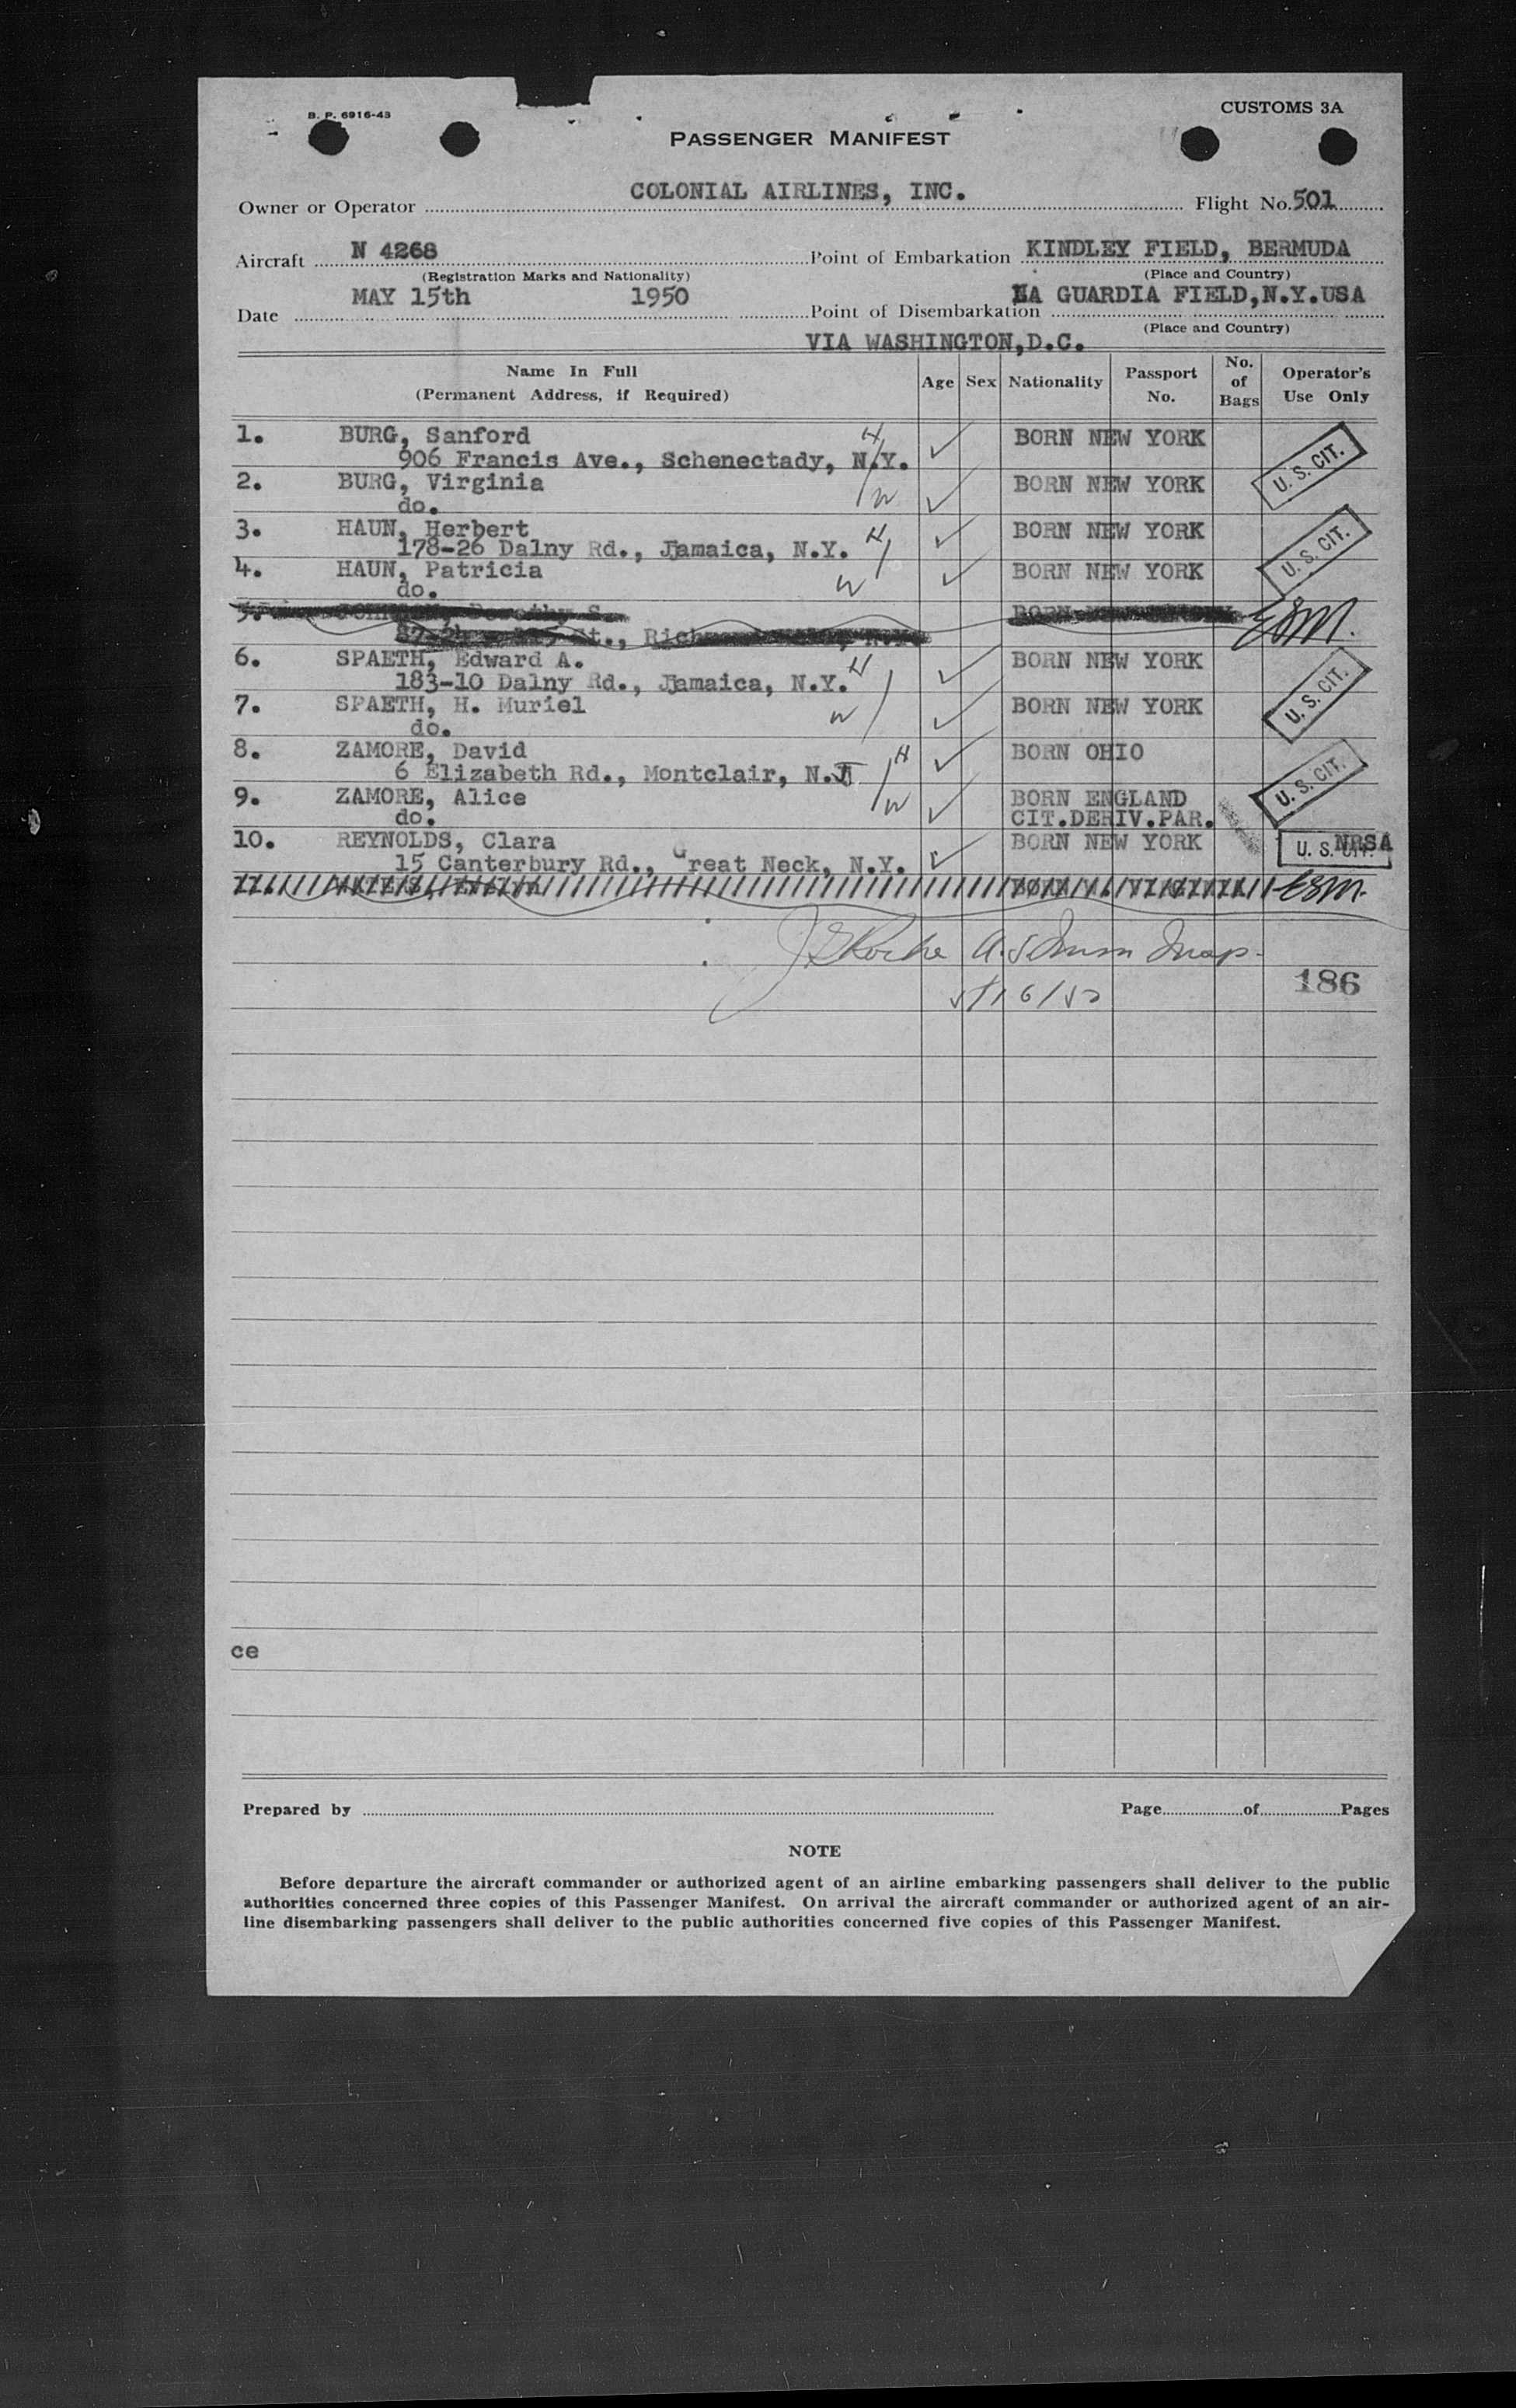 B. P. 6916-43
CUSTOMS 3A
PASSENGER MANIFEST
Owner or Operator COLONIAL AIRLINES, INC. Flight No. 501
Aircraft N 4268 Point of Embarkation KINDLEY FIELD, BERMUDA
(Registration Marks and Nationality) (Place and Country)
Date MAY 15th 1950 Point of Disembarkation LA GUARDIA FIELD,N.Y.USA
(Place and Country)
VIA WASHINGTON,D.C.
Name In Full
(Permanent Address, if Required)
Age Sex Nationality Passport No. No. of Bags Operator's Use Only
1. BURG, Sanford H BORN NEW YORK
906 Francis Ave., Schenectady, N.Y. U. S. CIT.
2. BURG, Virginia W BORN NEW YORK
do.
3. HAUN, Herbert H BORN NEW YORK
178-26 Dalny Rd., Jamaica, N.Y. U. S. CIT.
4. HAUN, Patricia W BORN NEW YORK
do.
5. Dorothy S. BORN ESM.
St.,
6. SPAETH, Edward A. H BORN NEW YORK
183-10 Dalny Rd., Jamaica, N.Y. U. S. CIT.
7. SPAETH, H. Muriel W BORN NEW YORK
do.
8. ZAMORE, David H BORN OHIO
6 Elizabeth Rd., Montclair, N.J U. S. CIT.
9. ZAMORE, Alice W BORN ENGLAND
do. CIT.DERIV.PAR.
10. REYNOLDS, Clara BORN NEW YORK U. S. CIT. NRSA
15 Canterbury Rd., Great Neck, N.Y.
ESM.
5/16/50
186
ce
Prepared by Page of Pages
NOTE
Before departure the aircraft commander or authorized agent of an airline embarking passengers shall deliver to the public
authorities concerned three copies of this Passenger Manifest. On arrival the aircraft commander or authorized agent of an air-
line disembarking passengers shall deliver to the public authorities concerned five copies of this Passenger Manifest.